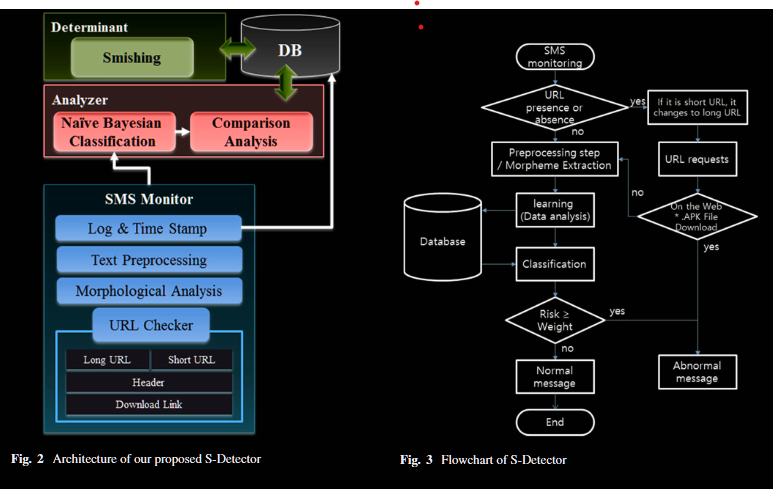 Determinant
Smishing
DB
Analyzer
Naïve Bayesian
Classification
Comparison
Analysis
SMS Monitor
Log & Time Stamp
Text Preprocessing
Morphological Analysis
URL Checker
Long URL
Short URL
Header
Download Link
Fig. 2 Architecture of our proposed S-Detector
SMS
monitoring
URL
presence or
absence
yes
If it is short URL, it
changes to long URL
no
Preprocessing step
/ Morpheme Extraction
URL requests
no
On the Web
* .APK File
Download
yes
learning
(Data analysis)
Database
Classification
Risk ≥
Weight
yes
no
Normal
message
Abnormal
message
End
Fig. 3 Flowchart of S-Detector